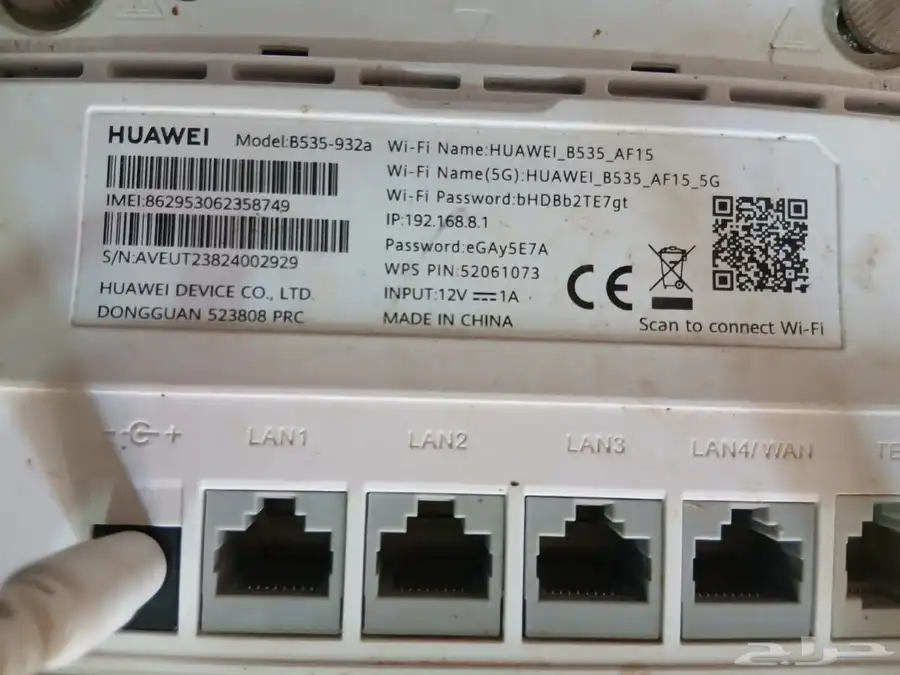 HUAWEI Model:B535-932a
IMEI:862953062358749
S/N:AVEUT23824002929
HUAWEI DEVICE CO., LTD.
DONGGUAN 523808 PRC
Wi-Fi Name:HUAWEI_B535_AF15
Wi-Fi Name(5G):HUAWEI_B535_AF15_5G
Wi-Fi Password:bHDBb2TE7gt
IP:192.168.8.1
Password:eGAy5E7A
WPS PIN:52061073
INPUT:12V⎓1A
MADE IN CHINA
CE
Scan to connect Wi-Fi
LAN1 LAN2 LAN3 LAN4/WAN TE
حراج